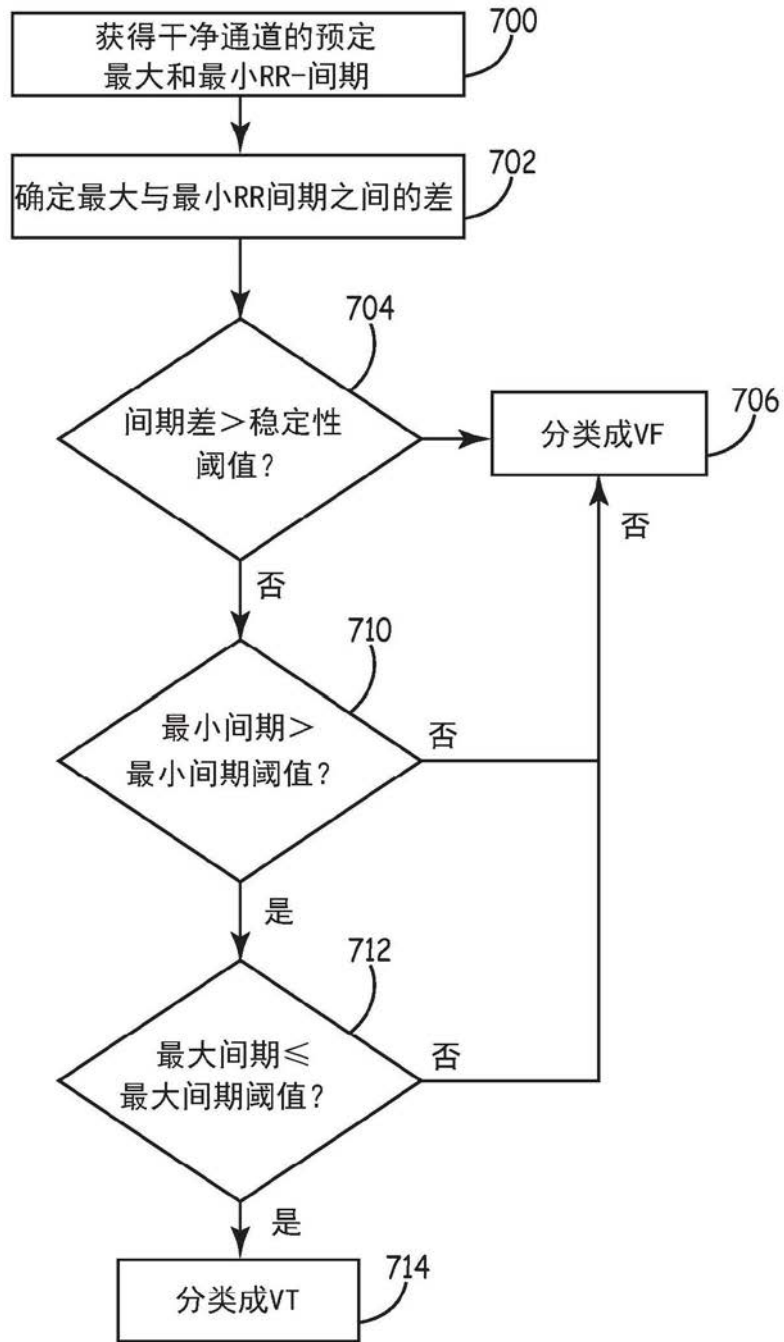 获得干净通道的预定
最大和最小RR-间期
700
确定最大与最小RR间期之间的差
702
704
间期差>稳定性
阈值?
分类成VF
706
否
否
710
最小间期>
最小间期阈值?
否
是
712
最大间期≤
最大间期阈值?
否
是
分类成VT
714